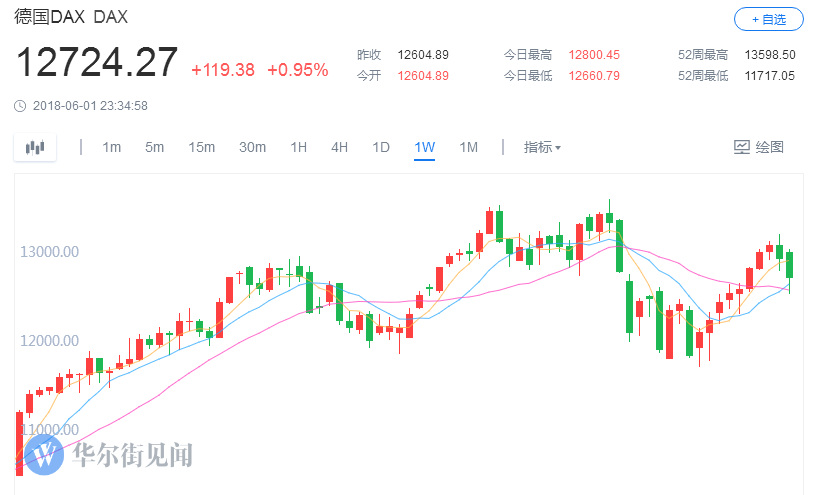 德国DAX DAX
+ 自选
12724.27 +119.38 +0.95%
昨收 12604.89 今日最高 12800.45 52周最高 13598.50
今开 12604.89 今日最低 12660.79 52周最低 11717.05
2018-06-01 23:34:58
1m 5m 15m 30m 1H 4H 1D 1W 1M 指标 绘图
13000.00
12000.00
11000.00
华尔街见闻